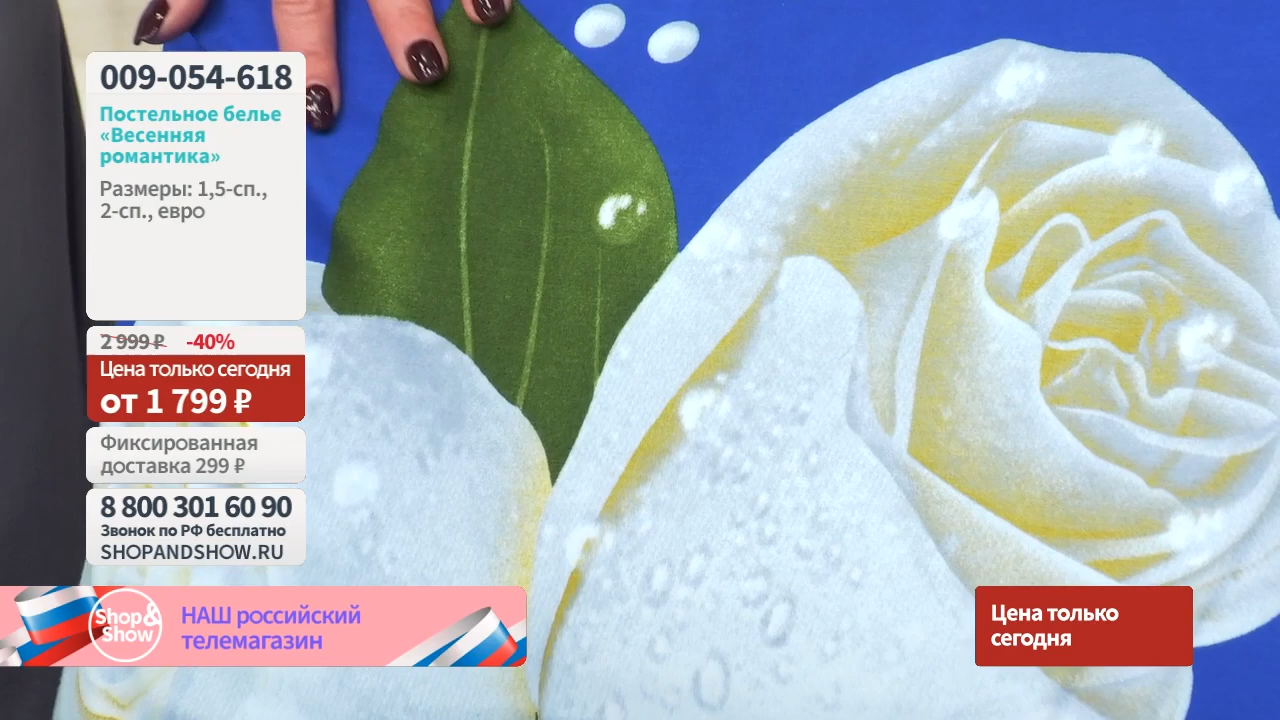 009-054-618
Постельное белье
«Весенняя
романтика»
Размеры: 1,5-сп.,
2-сп., евро
2 999 ₽ -40%
Цена только сегодня
от 1 799 ₽
Фиксированная
доставка 299 ₽
8 800 301 60 90
Звонок по РФ бесплатно
SHOPANDSHOW.RU
Shop&
Show
НАШ российский
телемагазин
Цена только
сегодня